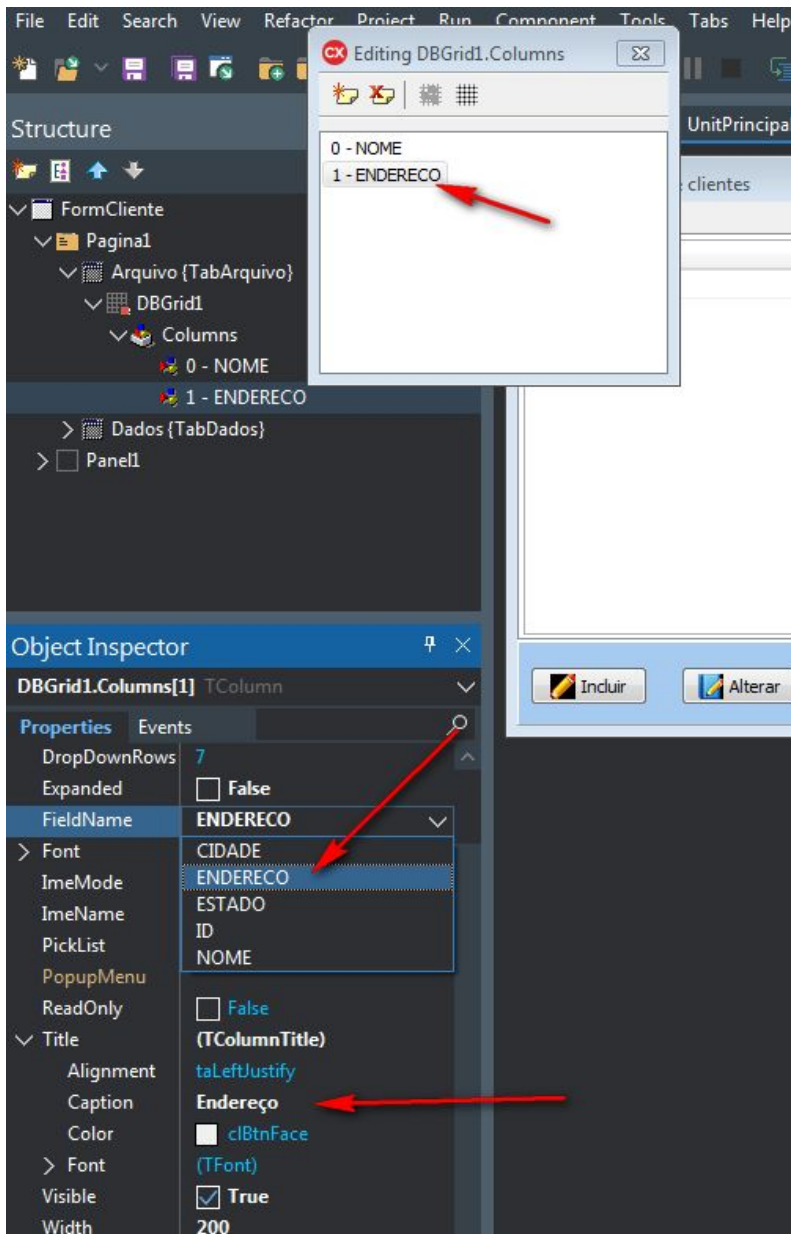 File Edit Search View Refactor Project Run Component Tools Tabs Help
Editing DBGrid1.Columns
0 - NOME
1 - ENDERECO
Structure
FormCliente
Pagina1
Arquivo {TabArquivo}
DBGrid1
Columns
0 - NOME
1 - ENDERECO
Dados {TabDados}
Panel1
UnitPrincipal
clientes
Incluir Alterar
Object Inspector
DBGrid1.Columns[1] TColumn
Properties Events
DropDownRows 7
Expanded False
FieldName ENDERECO
Font CIDADE
ENDERECO
ImeMode
ImeName ESTADO
ID
PickList
NOME
PopupMenu
ReadOnly False
Title (TColumnTitle)
Alignment taLeftJustify
Caption Endereço
Color clBtnFace
Font (TFont)
Visible True
Width 200